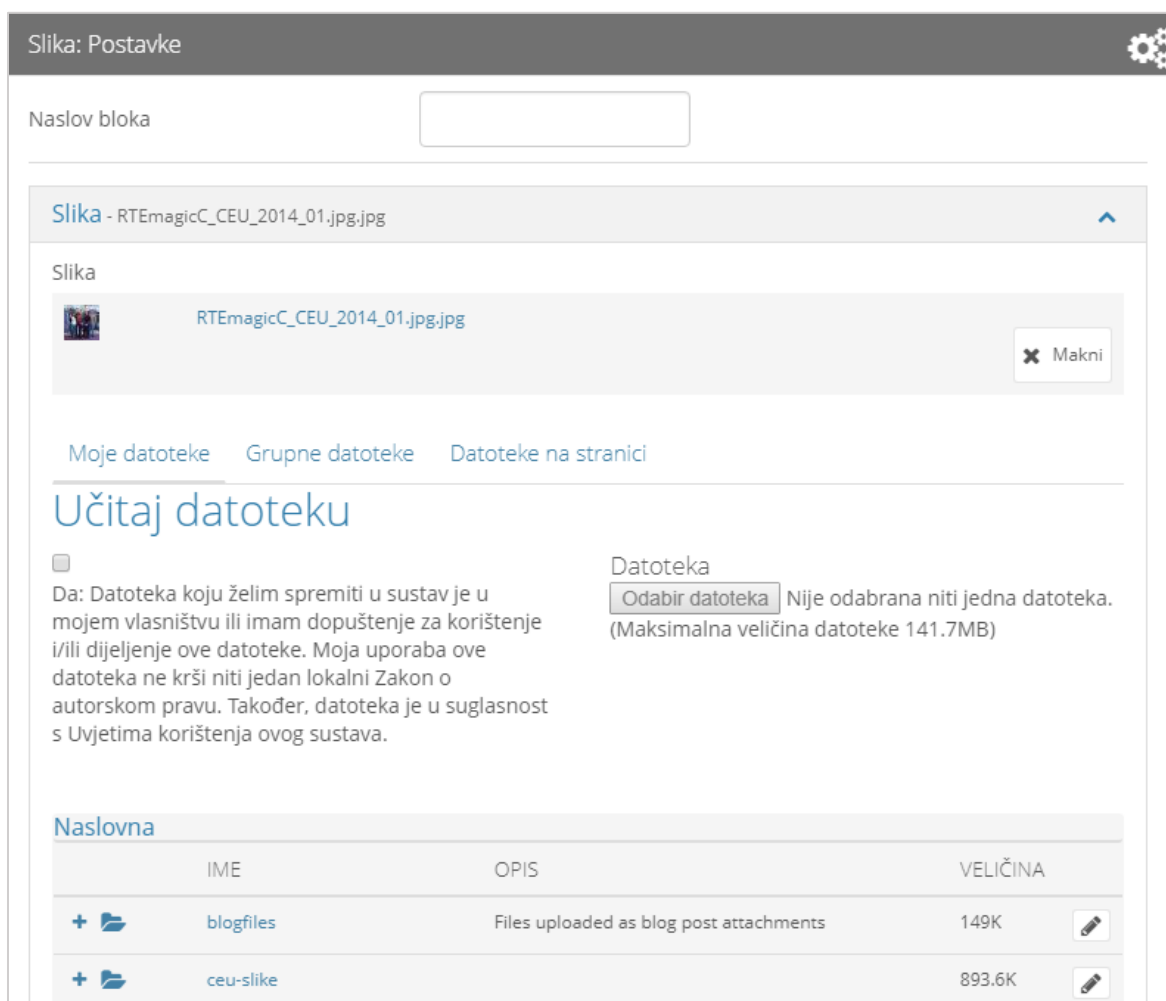 Slika: Postavke
Naslov bloka
Slika - RTEmagicC_CEU_2014_01.jpg.jpg
Slika
RTEmagicC_CEU_2014_01.jpg.jpg
Makni
Moje datoteke Grupne datoteke Datoteke na stranici
Učitaj datoteku
Da: Datoteka koju želim spremiti u sustav je u
mojem vlasništvu ili imam dopuštenje za korištenje
i/ili dijeljenje ove datoteke. Moja uporaba ove
datoteka ne krši niti jedan lokalni Zakon o
autorskom pravu. Također, datoteka je u suglasnost
s Uvjetima korištenja ovog sustava.
Datoteka
Odabir datoteka Nije odabrana niti jedna datoteka.
(Maksimalna veličina datoteke 141.7MB)
Naslovna
IME OPIS VELIČINA
blogfiles Files uploaded as blog post attachments 149K
ceu-slike 893.6K